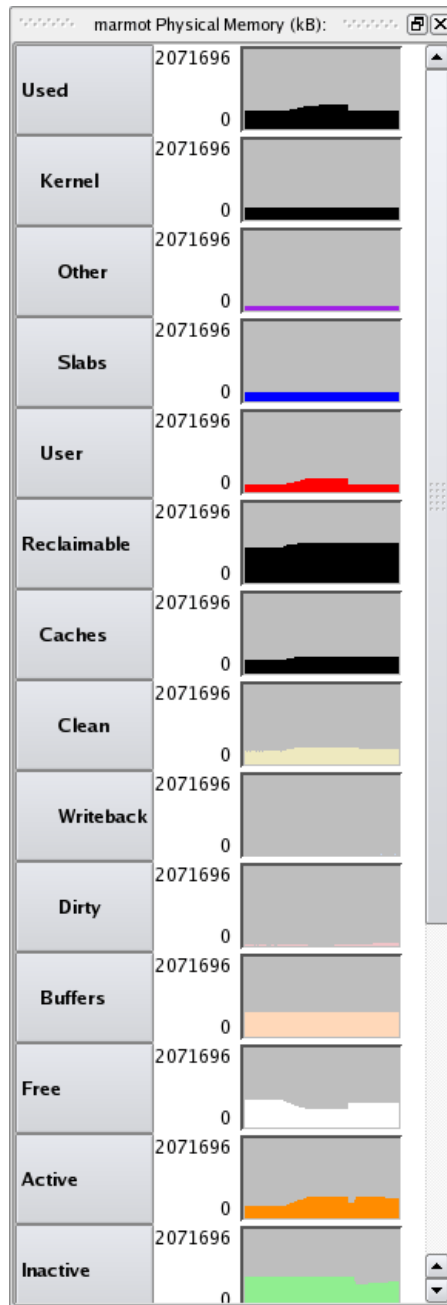 marmot Physical Memory (kB):
2071696
Used
0
2071696
Kernel
0
2071696
Other
0
2071696
Slabs
0
2071696
User
0
2071696
Reclaimable
0
2071696
Caches
0
2071696
Clean
0
2071696
Writeback
0
2071696
Dirty
0
2071696
Buffers
0
2071696
Free
0
2071696
Active
0
2071696
Inactive
0